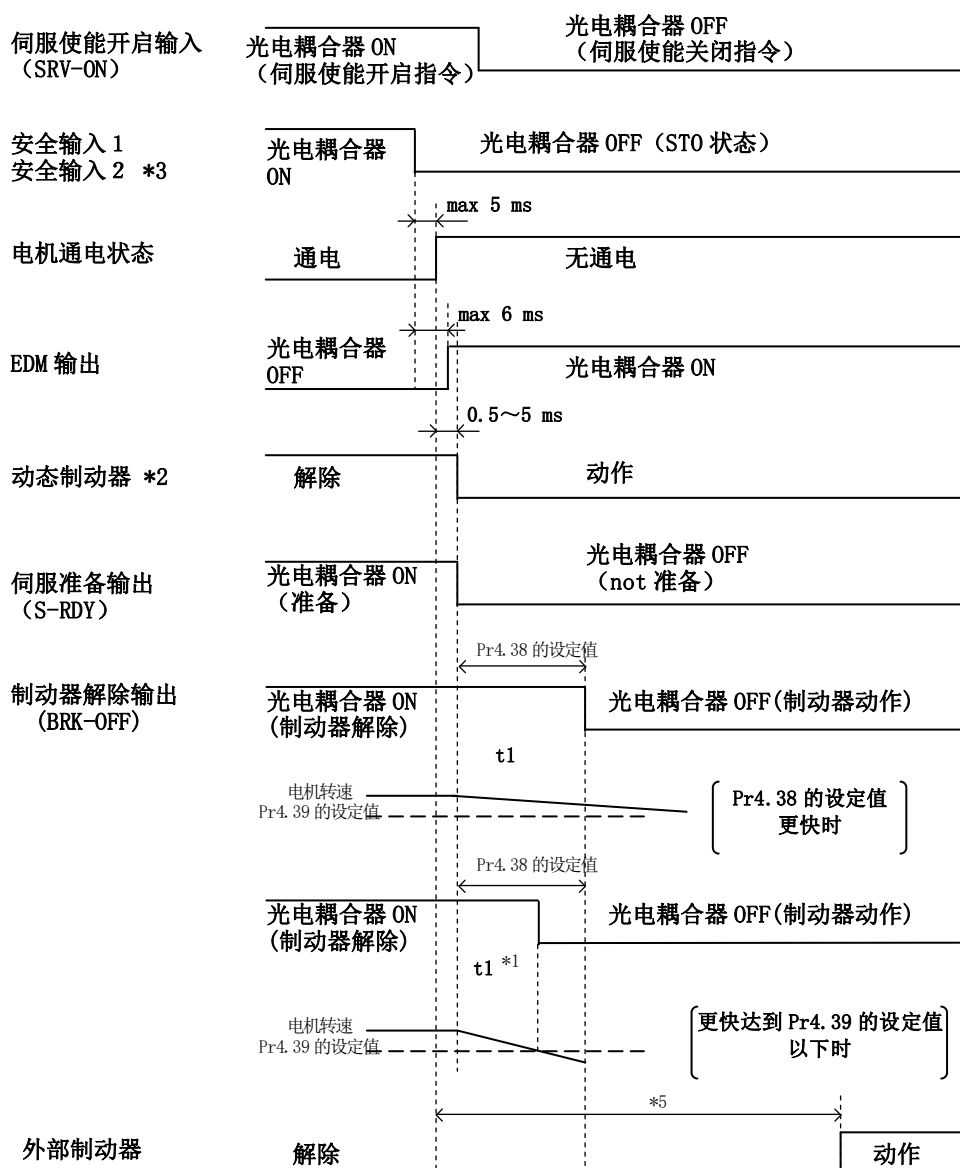 伺服使能开启输入
（SRV-ON）
光电耦合器 ON
（伺服使能开启指令）
光电耦合器 OFF
（伺服使能关闭指令）
安全输入 1
安全输入 2 *3
光电耦合器
ON
光电耦合器 OFF（STO 状态）
max 5 ms
电机通电状态
通电
无通电
max 6 ms
EDM 输出
光电耦合器
OFF
光电耦合器 ON
0.5～5 ms
动态制动器 *2
解除
动作
伺服准备输出
（S-RDY）
光电耦合器 ON
（准备）
光电耦合器 OFF
（not 准备）
Pr4.38 的设定值
制动器解除输出
(BRK-OFF)
光电耦合器 ON
(制动器解除)
光电耦合器 OFF(制动器动作)
t1
电机转速
Pr4.39 的设定值
Pr4.38 的设定值
更快时
Pr4.38 的设定值
光电耦合器 ON
(制动器解除)
光电耦合器 OFF(制动器动作)
t1 *1
电机转速
Pr4.39 的设定值
更快达到 Pr4.39 的设定值
以下时
*5
外部制动器
解除
动作